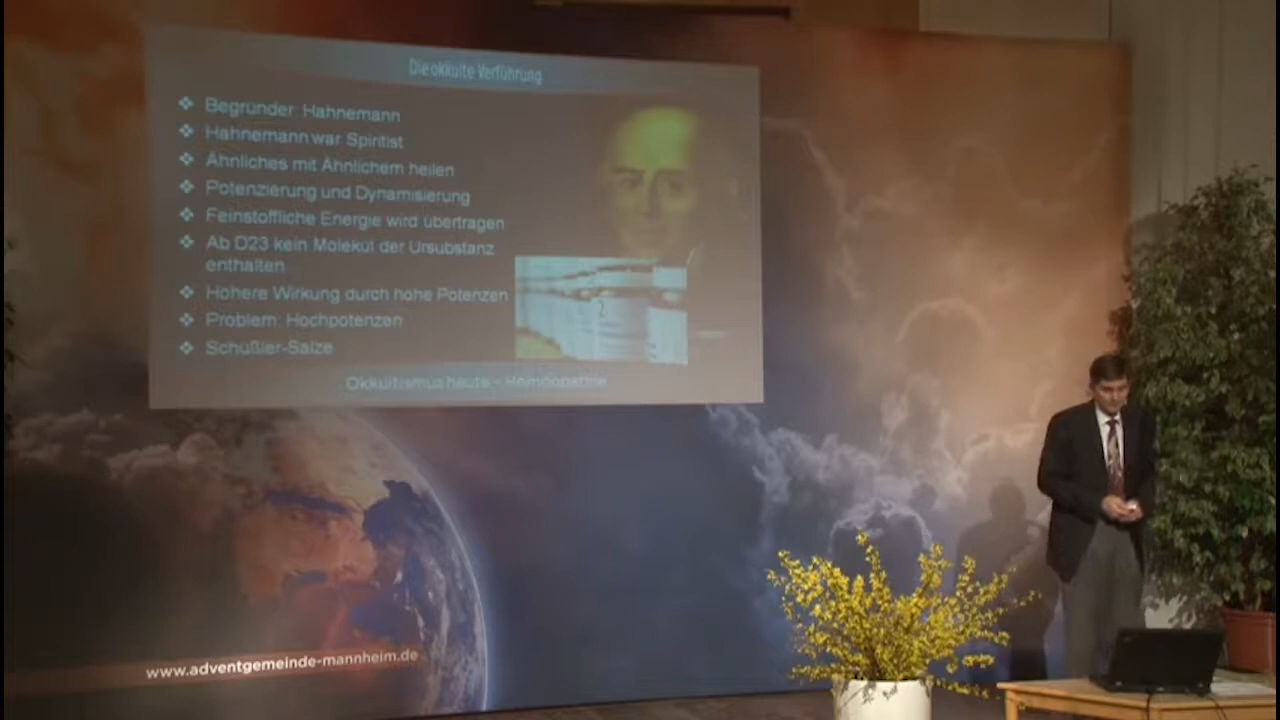 Die okkulte Verführung
Begründer: Hahnemann
Hahnemann war Spiritist
Ähnliches mit Ähnlichem heilen
Potenzierung und Dynamisierung
Feinstoffliche Energie wird übertragen
Ab D23 kein Molekül der Ursubstanz
enthalten
Höhere Wirkung durch hohe Potenzen
Problem: Hochpotenzen
Schüßler-Salze
Okkultismus heute - Homöopathie
www.adventgemeinde-mannheim.de